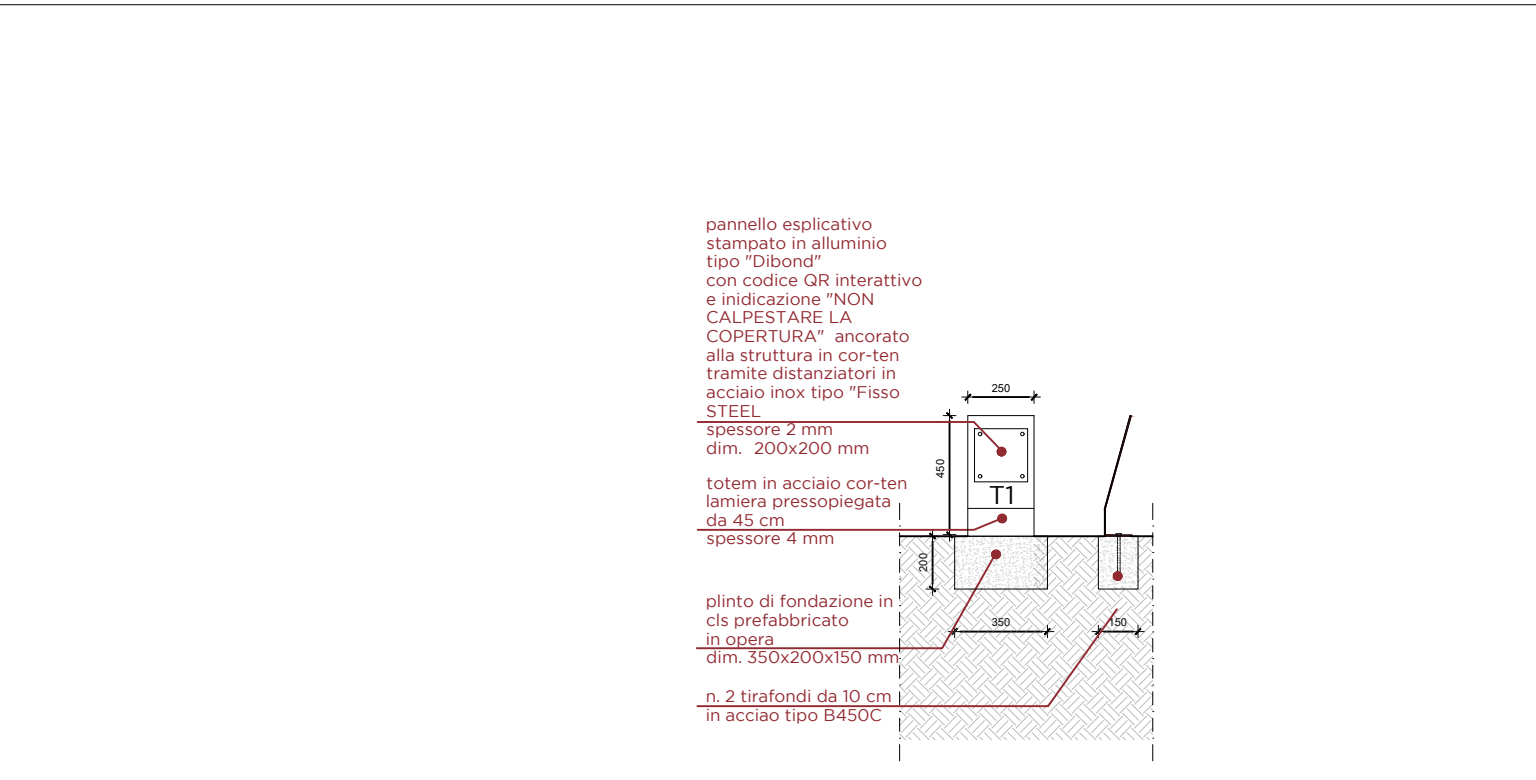 pannello esplicativo
stampato in alluminio
tipo "Dibond"
con codice QR interattivo
e inidicazione "NON
CALPESTARE LA
COPERTURA" ancorato
alla struttura in cor-ten
tramite distanziatori in
acciaio inox tipo "Fisso
STEEL
spessore 2 mm
dim. 200x200 mm
totem in acciaio cor-ten
lamiera pressopiegata
da 45 cm
spessore 4 mm
plinto di fondazione in
cls prefabbricato
in opera
dim. 350x200x150 mm
n. 2 tirafondi da 10 cm
in acciao tipo B450C
250
450
T1
200
350
150